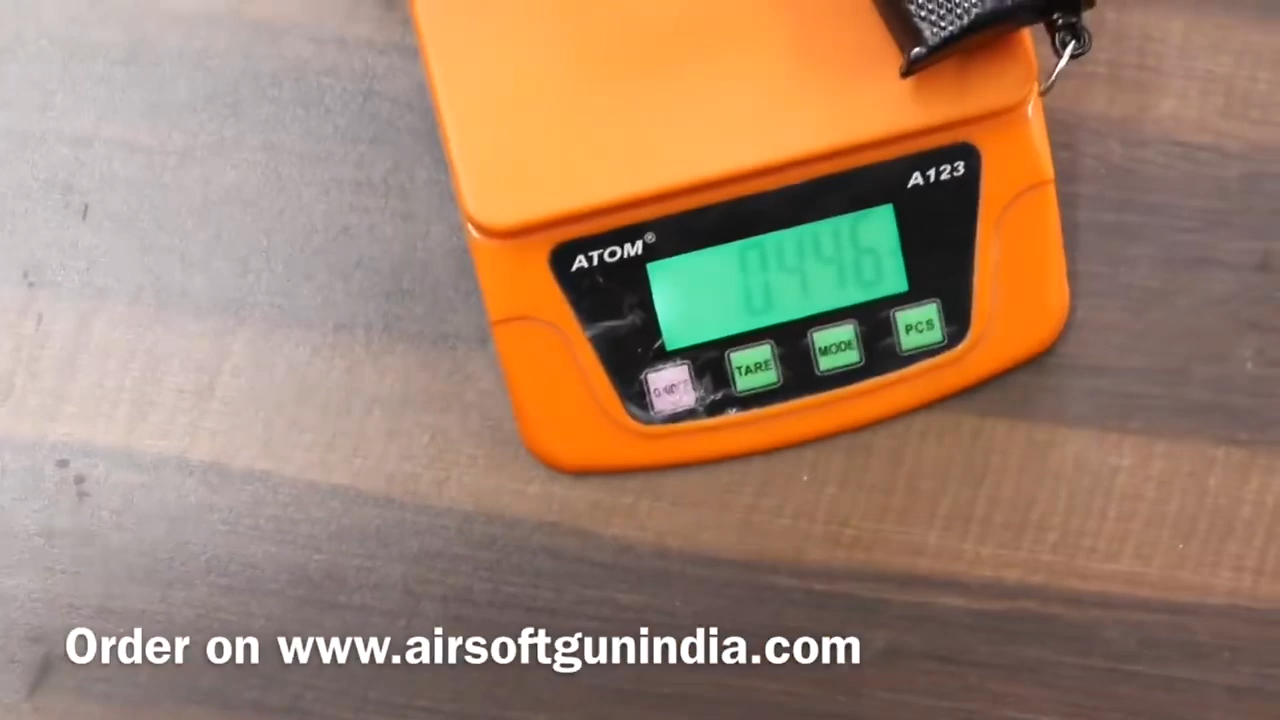 A123
ATOM®
0446
TARE
MODE
PCS
Order on www.airsoftgunindia.com